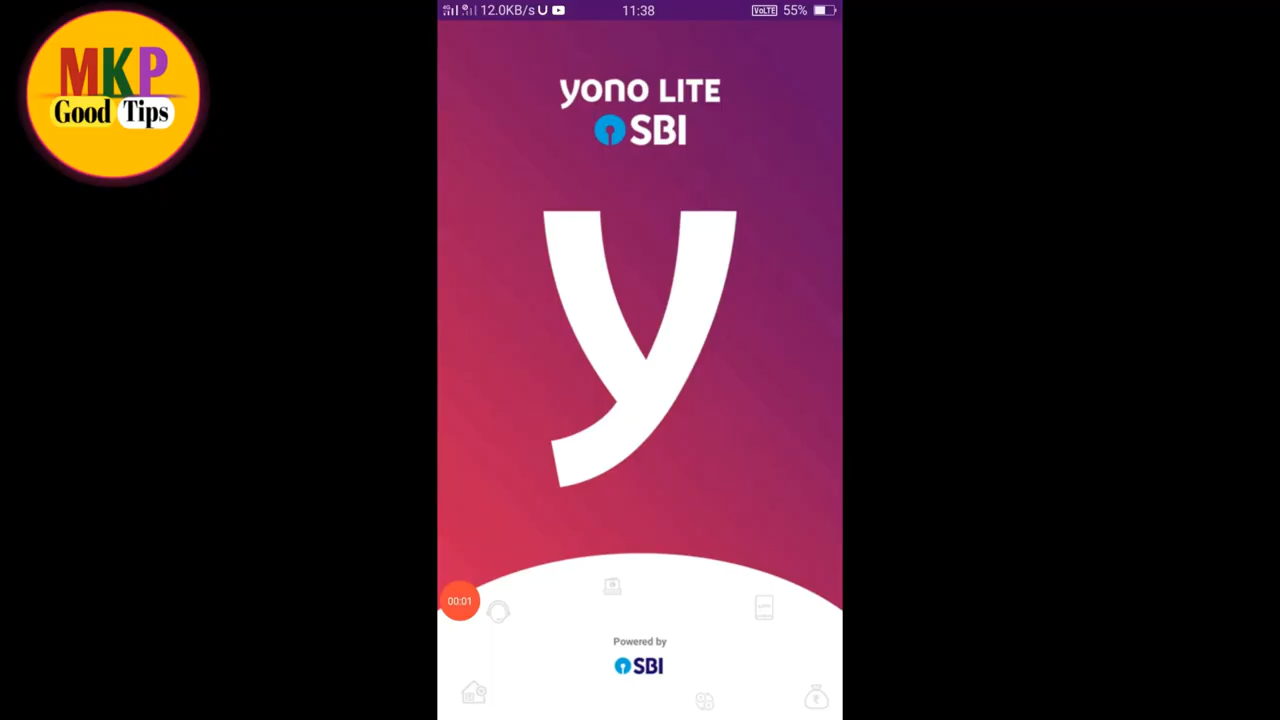 MKP
Good Tips
12.0KB/s
11:38
VoLTE 55%
yono LITE
SBI
y
00:01
Powered by
SBI